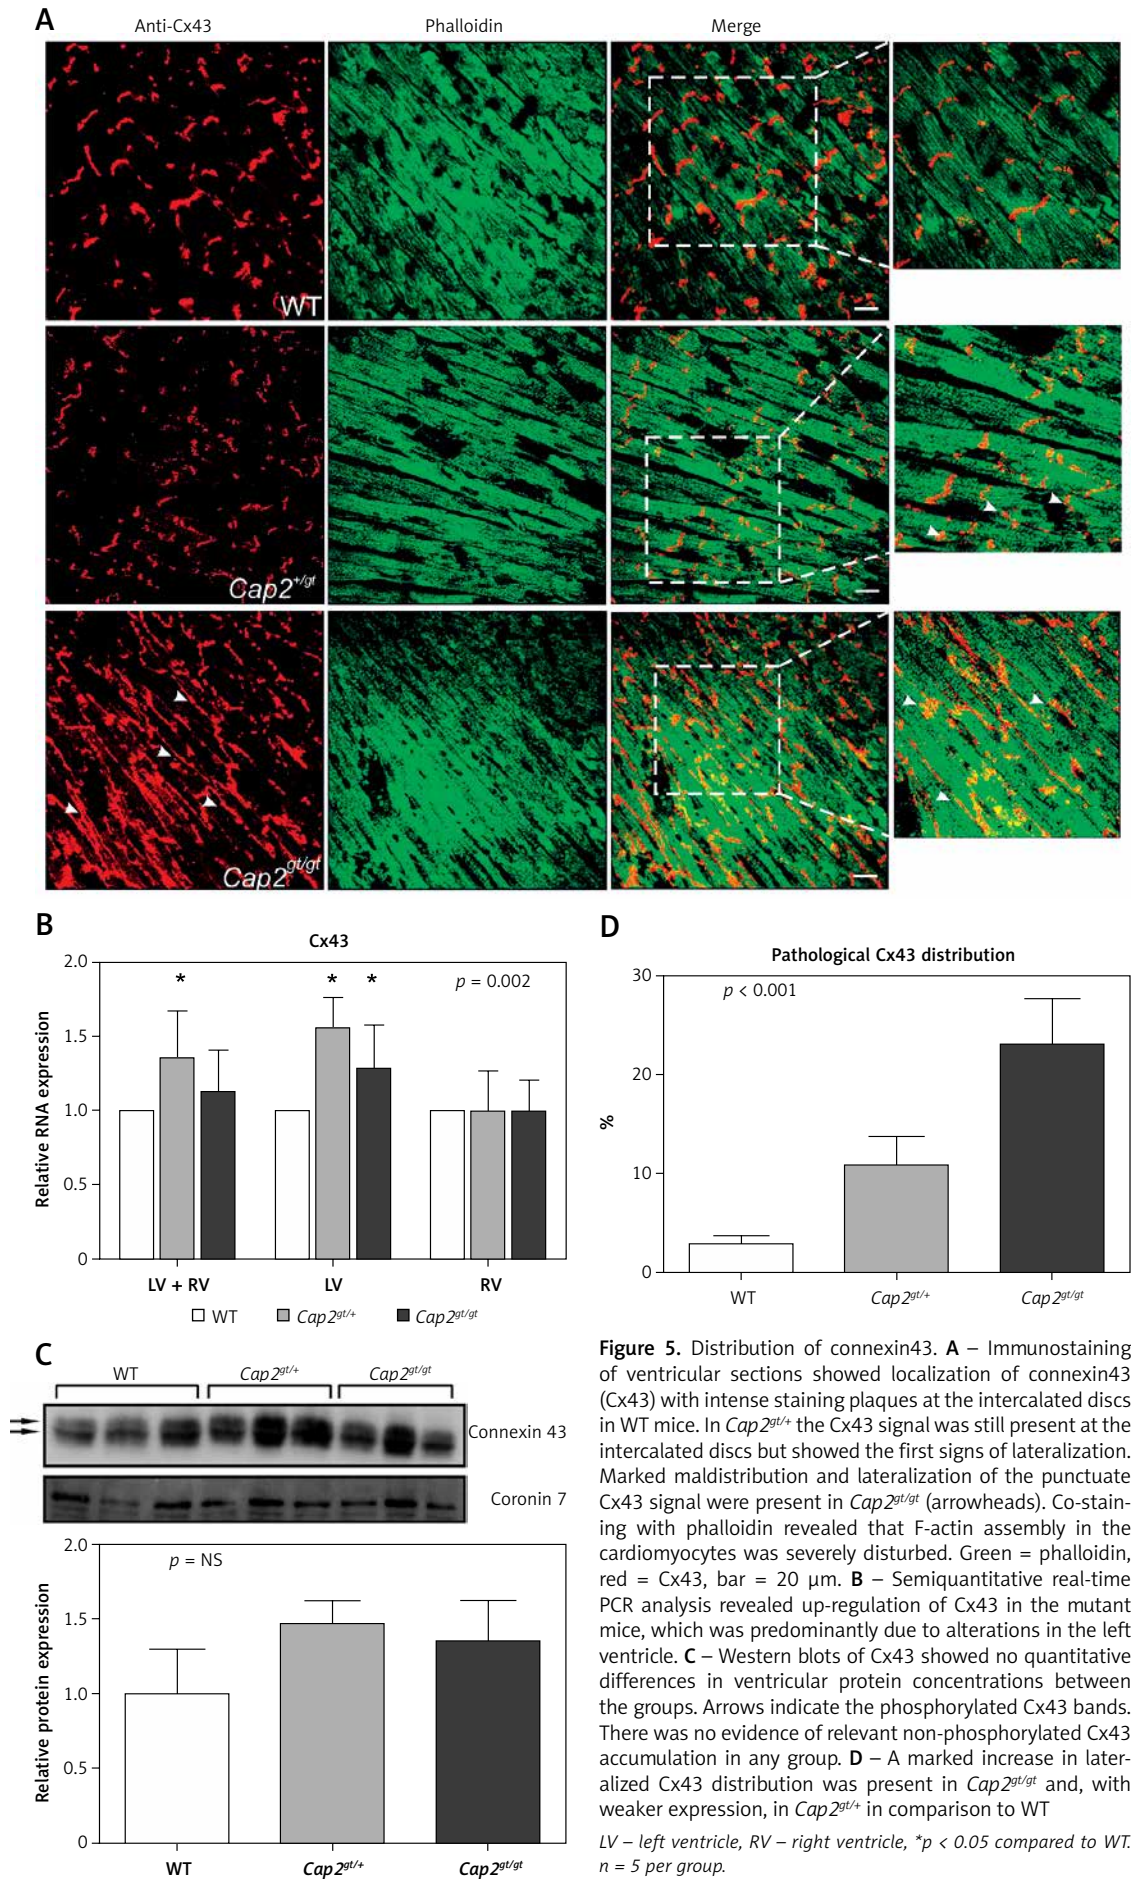 A
Anti-Cx43 Phalloidin Merge
WT
Cap2+/gt
Cap2gt/gt
B
Cx43
2.0
1.5
1.0
0.5
0
Relative RNA expression
* * *
p = 0.002
LV + RV LV RV
WT Cap2gt/+ Cap2gt/gt
D
Pathological Cx43 distribution
30
20
10
0
%
p < 0.001
WT Cap2gt/+ Cap2gt/gt
C
WT Cap2gt/+ Cap2gt/gt
Connexin 43
Coronin 7
2.0
1.5
1.0
0.5
0
Relative protein expression
p = NS
WT Cap2gt/+ Cap2gt/gt
Figure 5. Distribution of connexin43. A – Immunostaining
of ventricular sections showed localization of connexin43
(Cx43) with intense staining plaques at the intercalated discs
in WT mice. In Cap2gt/+ the Cx43 signal was still present at the
intercalated discs but showed the first signs of lateralization.
Marked maldistribution and lateralization of the punctuate
Cx43 signal were present in Cap2gt/gt (arrowheads). Co-stain-
ing with phalloidin revealed that F-actin assembly in the
cardiomyocytes was severely disturbed. Green = phalloidin,
red = Cx43, bar = 20 μm. B – Semiquantitative real-time
PCR analysis revealed up-regulation of Cx43 in the mutant
mice, which was predominantly due to alterations in the left
ventricle. C – Western blots of Cx43 showed no quantitative
differences in ventricular protein concentrations between
the groups. Arrows indicate the phosphorylated Cx43 bands.
There was no evidence of relevant non-phosphorylated Cx43
accumulation in any group. D – A marked increase in later-
alized Cx43 distribution was present in Cap2gt/gt and, with
weaker expression, in Cap2gt/+ in comparison to WT
LV – left ventricle, RV – right ventricle, *p < 0.05 compared to WT.
n = 5 per group.